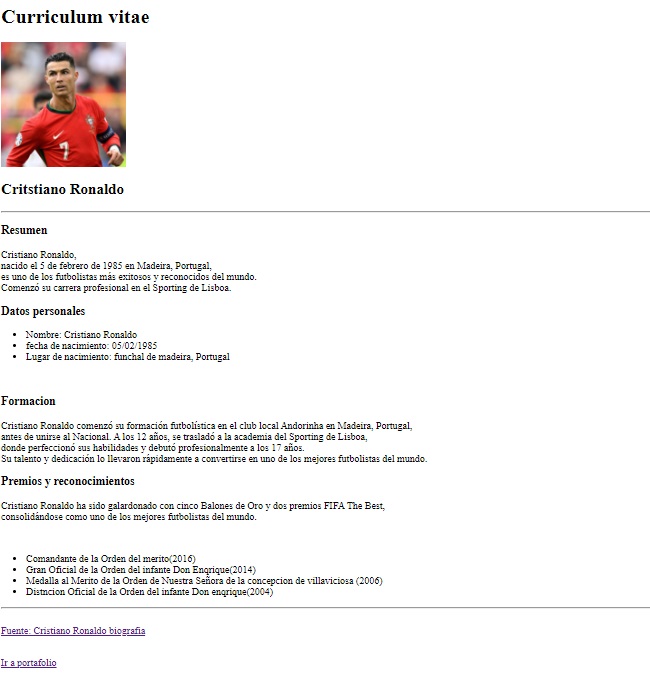 Curriculum vitae
7
Critstiano Ronaldo
Resumen
Cristiano Ronaldo,
nacido el 5 de febrero de 1985 en Madeira, Portugal,
es uno de los futbolistas más exitosos y reconocidos del mundo.
Comenzó su carrera profesional en el Sporting de Lisboa.
Datos personales
Nombre: Cristiano Ronaldo
fecha de nacimiento: 05/02/1985
Lugar de nacimiento: funchal de madeira, Portugal
Formacion
Cristiano Ronaldo comenzó su formación futbolística en el club local Andorinha en Madeira, Portugal,
antes de unirse al Nacional. A los 12 años, se trasladó a la academia del Sporting de Lisboa,
donde perfeccionó sus habilidades y debutó profesionalmente a los 17 años.
Su talento y dedicación lo llevaron rápidamente a convertirse en uno de los mejores futbolistas del mundo.
Premios y reconocimientos
Cristiano Ronaldo ha sido galardonado con cinco Balones de Oro y dos premios FIFA The Best,
consolidándose como uno de los mejores futbolistas del mundo.
Comandante de la Orden del merito(2016)
Gran Oficial de la Orden del infante Don Enqrique(2014)
Medalla al Merito de la Orden de Nuestra Señora de la concepcion de villaviciosa (2006)
Distncion Oficial de la Orden del infante Don enqrique(2004)
Fuente: Cristiano Ronaldo biografia
Ir a portafolio